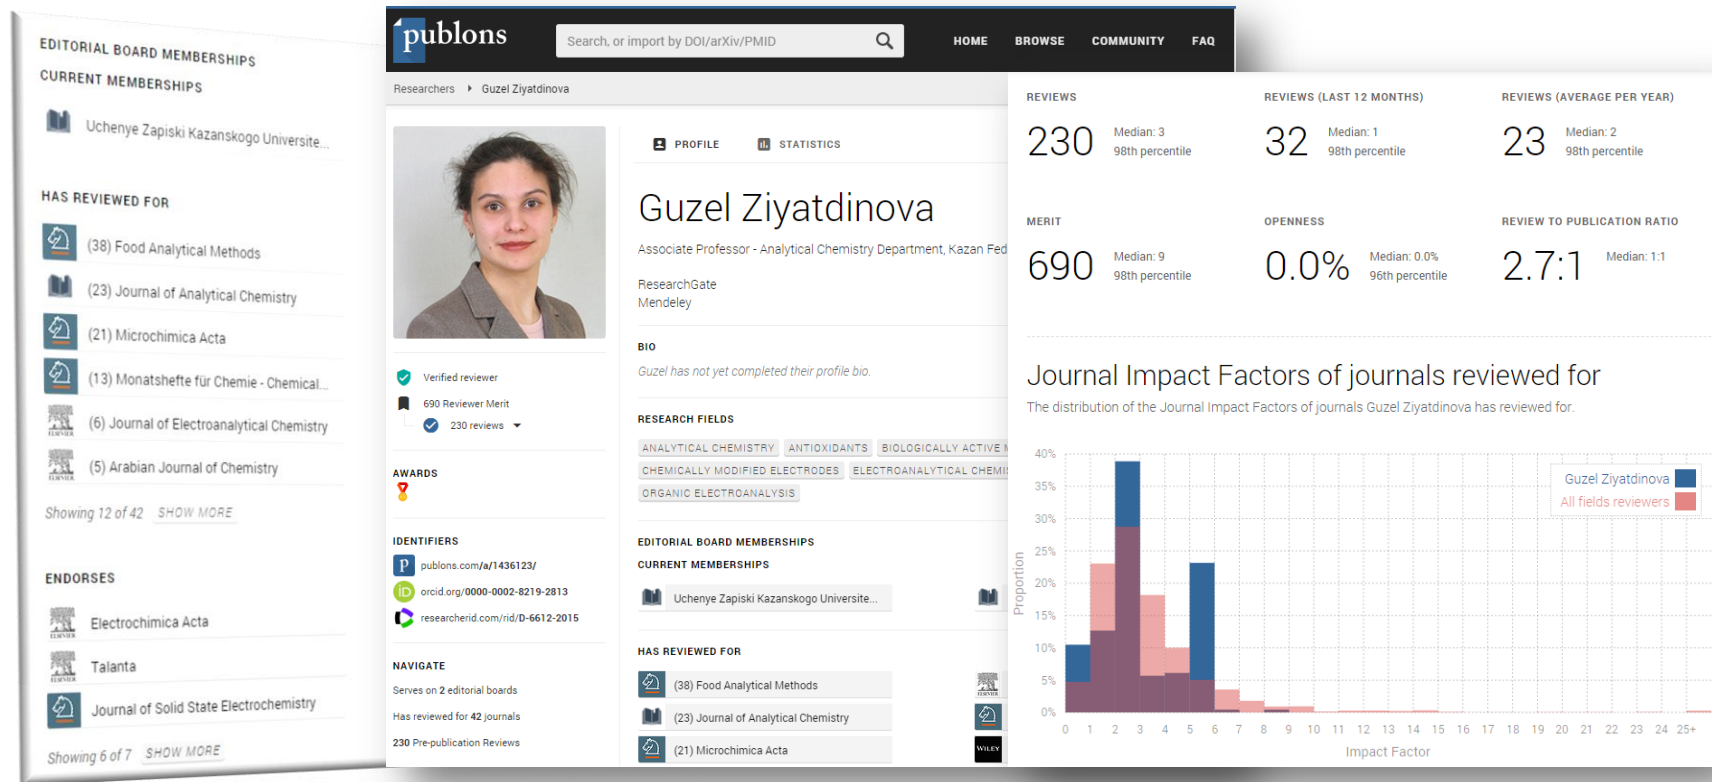 EDITORIAL BOARD MEMBERSHIPS
CURRENT MEMBERSHIPS
Uchenye Zapiski Kazanskogo Universite...
HAS REVIEWED FOR
(38) Food Analytical Methods
(23) Journal of Analytical Chemistry
(21) Microchimica Acta
(13) Monatshefte für Chemie - Chemical...
(6) Journal of Electroanalytical Chemistry
(5) Arabian Journal of Chemistry
Showing 12 of 42 SHOW MORE
ENDORSES
Electrochimica Acta
Talanta
Journal of Solid State Electrochemistry
Showing 6 of 7 SHOW MORE
publons
Search, or import by DOI/arXiv/PMID
HOME BROWSE COMMUNITY FAQ
Researchers Guzel Ziyatdinova
Verified reviewer
690 Reviewer Merit
230 reviews
AWARDS
IDENTIFIERS
publons.com/a/1436123/
orcid.org/0000-0002-8219-2813
researcherid.com/rid/D-6612-2015
NAVIGATE
Serves on 2 editorial boards
Has reviewed for 42 journals
230 Pre-publication Reviews
PROFILE STATISTICS
Guzel Ziyatdinova
Associate Professor - Analytical Chemistry Department, Kazan Fed
ResearchGate
Mendeley
BIO
Guzel has not yet completed their profile bio.
RESEARCH FIELDS
ANALYTICAL CHEMISTRY ANTIOXIDANTS BIOLOGICALLY ACTIVE M
CHEMICALLY MODIFIED ELECTRODES ELECTROANALYTICAL CHEMIS
ORGANIC ELECTROANALYSIS
EDITORIAL BOARD MEMBERSHIPS
CURRENT MEMBERSHIPS
Uchenye Zapiski Kazanskogo Universite...
HAS REVIEWED FOR
(38) Food Analytical Methods
(23) Journal of Analytical Chemistry
(21) Microchimica Acta
ELSEVIER
WILEY
REVIEWS
230 Median: 3
98th percentile
REVIEWS (LAST 12 MONTHS)
32 Median: 1
98th percentile
REVIEWS (AVERAGE PER YEAR)
23 Median: 2
98th percentile
MERIT
690 Median: 9
98th percentile
OPENNESS
0.0% Median: 0.0%
96th percentile
REVIEW TO PUBLICATION RATIO
2.7:1 Median: 1:1
Journal Impact Factors of journals reviewed for
The distribution of the Journal Impact Factors of journals Guzel Ziyatdinova has reviewed for.
Guzel Ziyatdinova
All fields reviewers
40%
35%
30%
25%
20%
15%
10%
5%
0%
Proportion
0 1 2 3 4 5 6 7 8 9 10 11 12 13 14 15 16 17 18 19 20 21 22 23 24 25+
Impact Factor